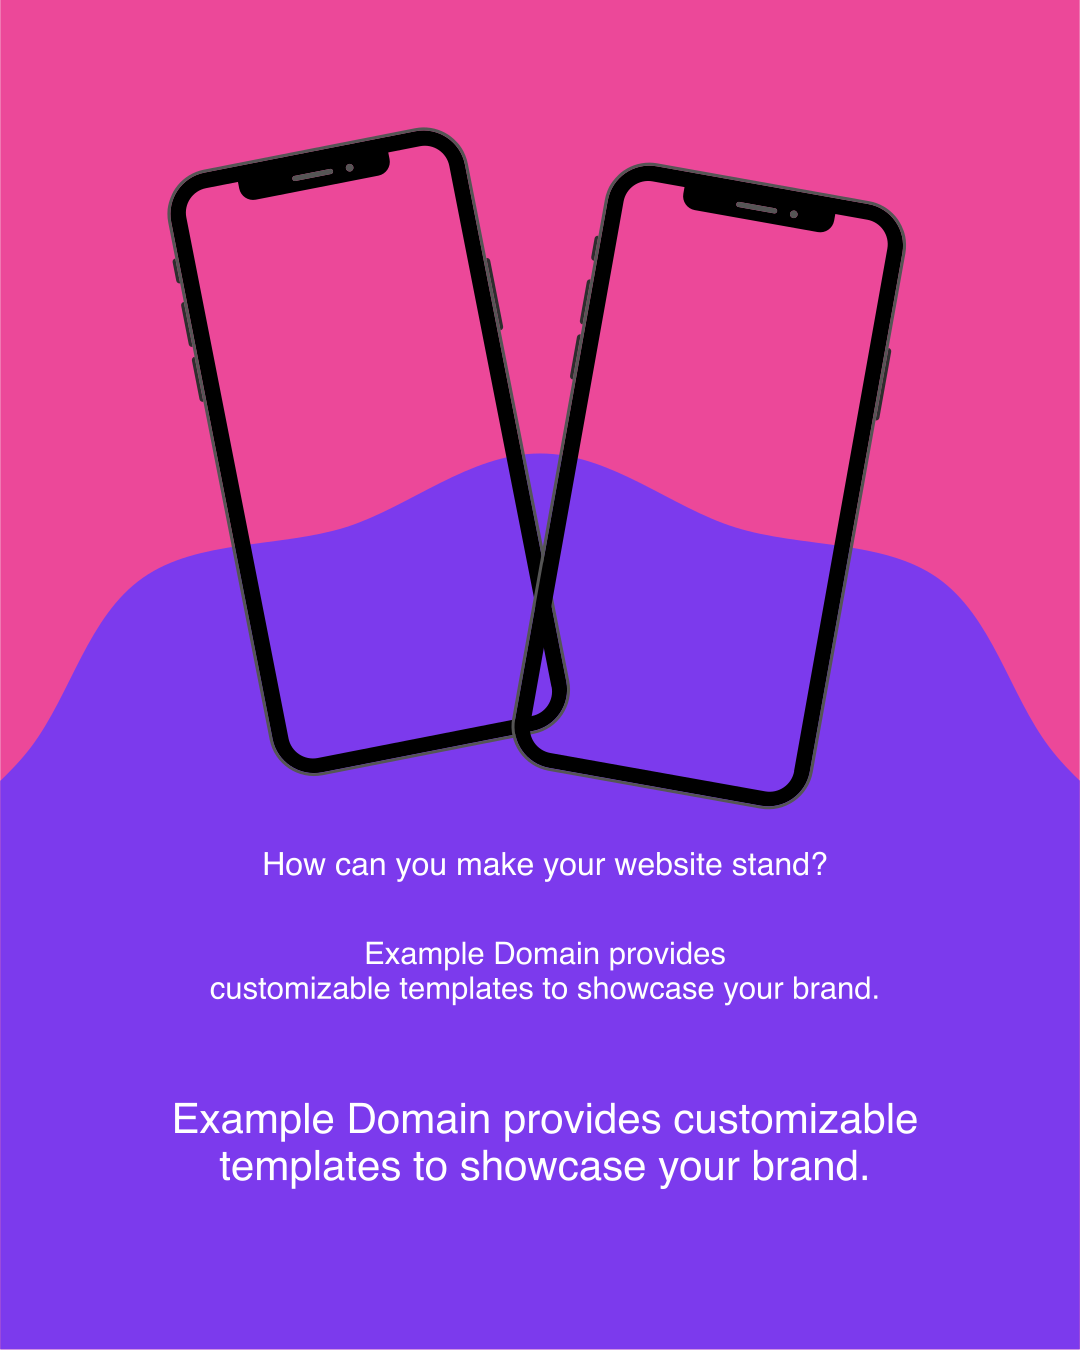 How can you make your website stand?
Example Domain provides
customizable templates to showcase your brand.
Example Domain provides customizable
templates to showcase your brand.